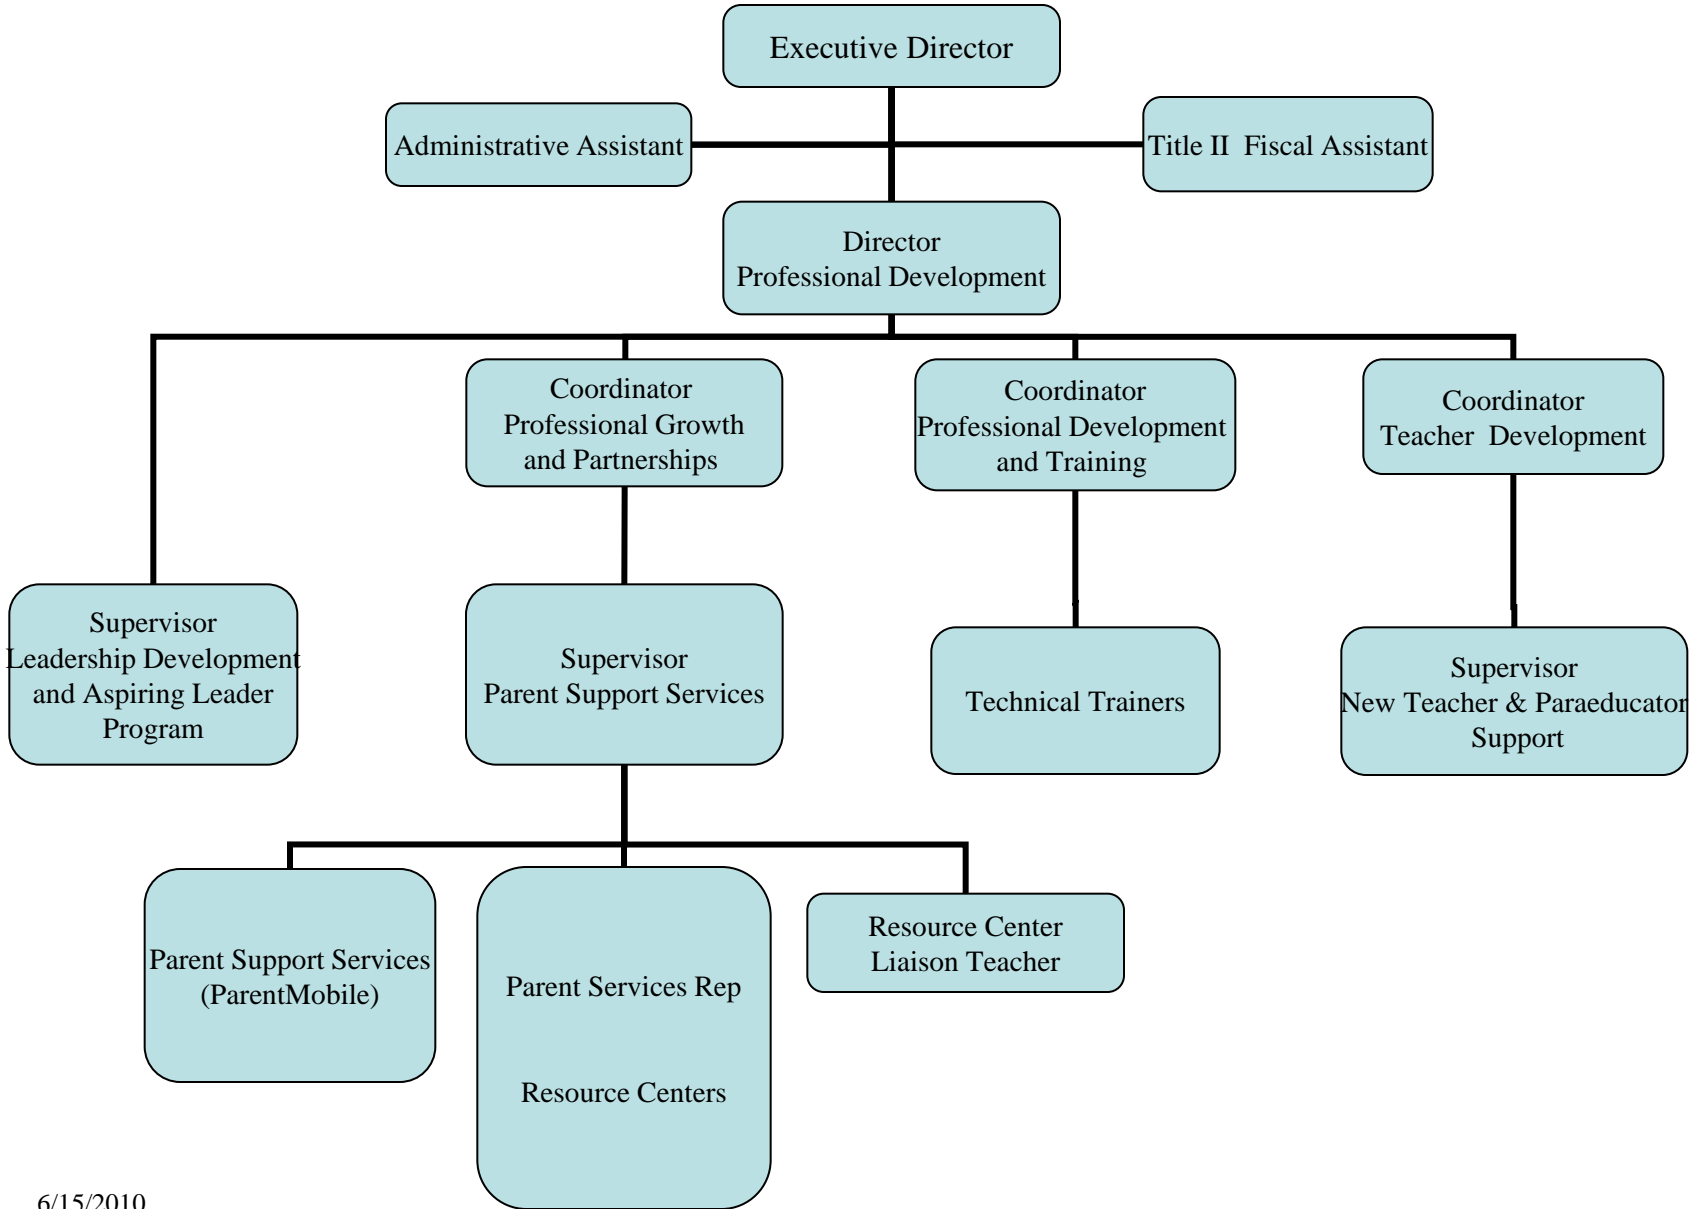 Executive Director
Administrative Assistant
Title II  Fiscal Assistant
Director
Professional Development
Coordinator
Professional Growth
and Partnerships
Coordinator
Professional Development
and Training
Coordinator
Teacher  Development
Supervisor
Leadership Development
and Aspiring Leader
Program
Supervisor
Parent Support Services
Technical Trainers
Supervisor
New Teacher & Paraeducator
Support
Parent Support Services
(ParentMobile)
Parent Services Rep
Resource Centers
Resource Center
Liaison Teacher
6/15/2010